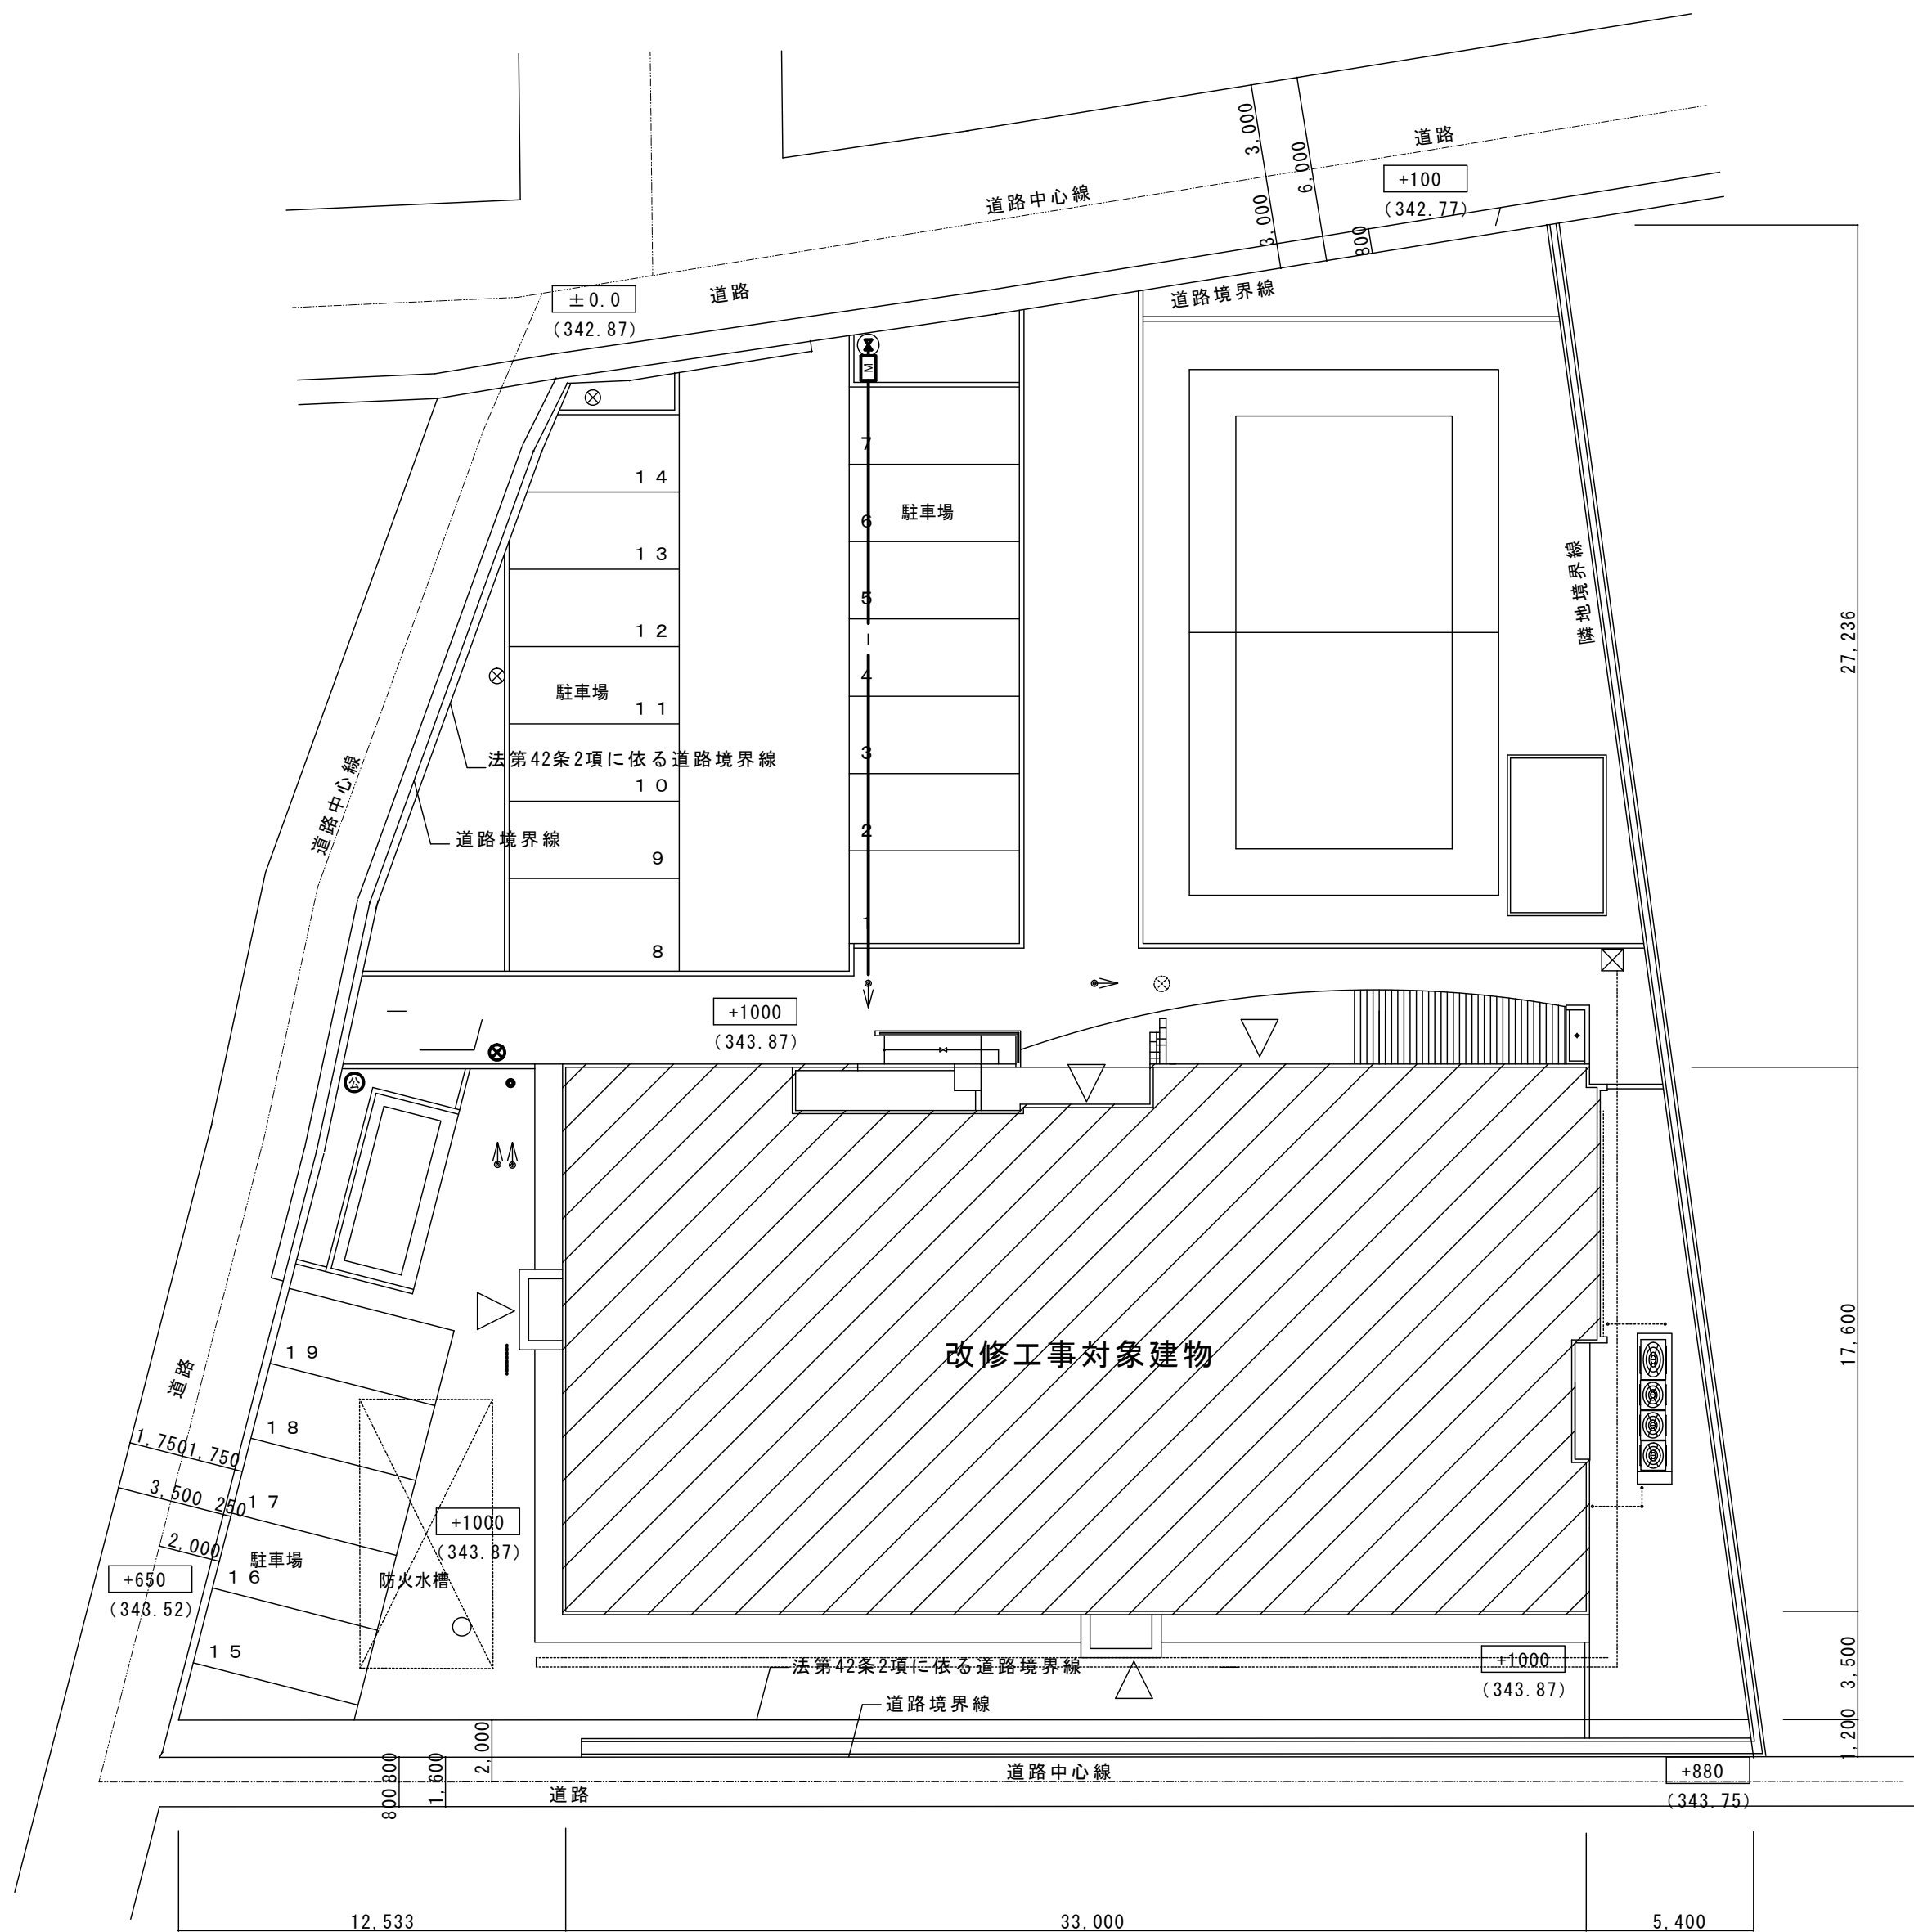 3,000
6,000
道路
+100
(342.77)
道路中心線
3,000
800
道路境界線
±0.0
(342.87)
道路
M
14
13
12
駐車場
11
10
9
8
7
6
駐車場
5
4
3
2
1
隣地境界線
27,236
法第42条2項に依る道路境界線
道路境界線
道路中心線
+1000
(343.87)
公
改修工事対象建物
17,600
道路
19
18
17
駐車場
16
15
1,750
1,750
3,500
250
2,000
+650
(343.52)
+1000
(343.87)
防火水槽
法第42条2項に依る道路境界線
道路境界線
+1000
(343.87)
3,500
1,200
2,000
800
800
1,600
道路中心線
道路
+880
(343.75)
12,533
33,000
5,400